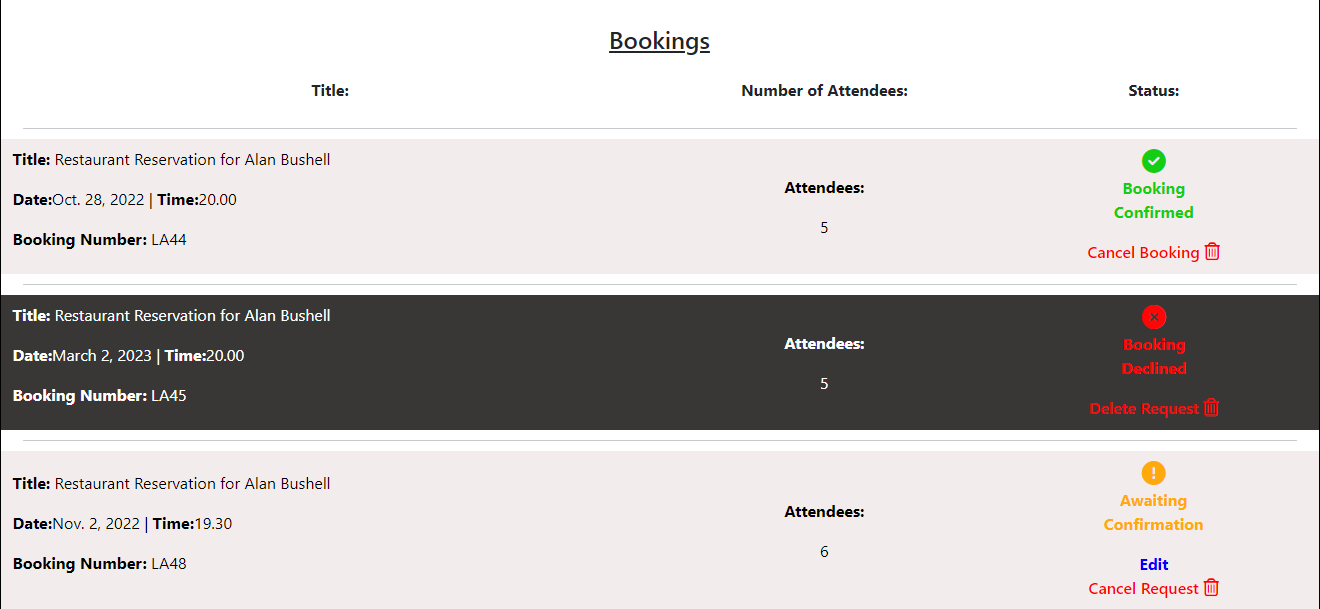 Bookings
Title: Number of Attendees: Status:
Title: Restaurant Reservation for Alan Bushell
Date:Oct. 28, 2022 | Time:20.00
Booking Number: LA44
Attendees:
5
Booking
Confirmed
Cancel Booking
Title: Restaurant Reservation for Alan Bushell
Date:March 2, 2023 | Time:20.00
Booking Number: LA45
Attendees:
5
Booking
Declined
Delete Request
Title: Restaurant Reservation for Alan Bushell
Date:Nov. 2, 2022 | Time:19.30
Booking Number: LA48
Attendees:
6
Awaiting
Confirmation
Edit
Cancel Request